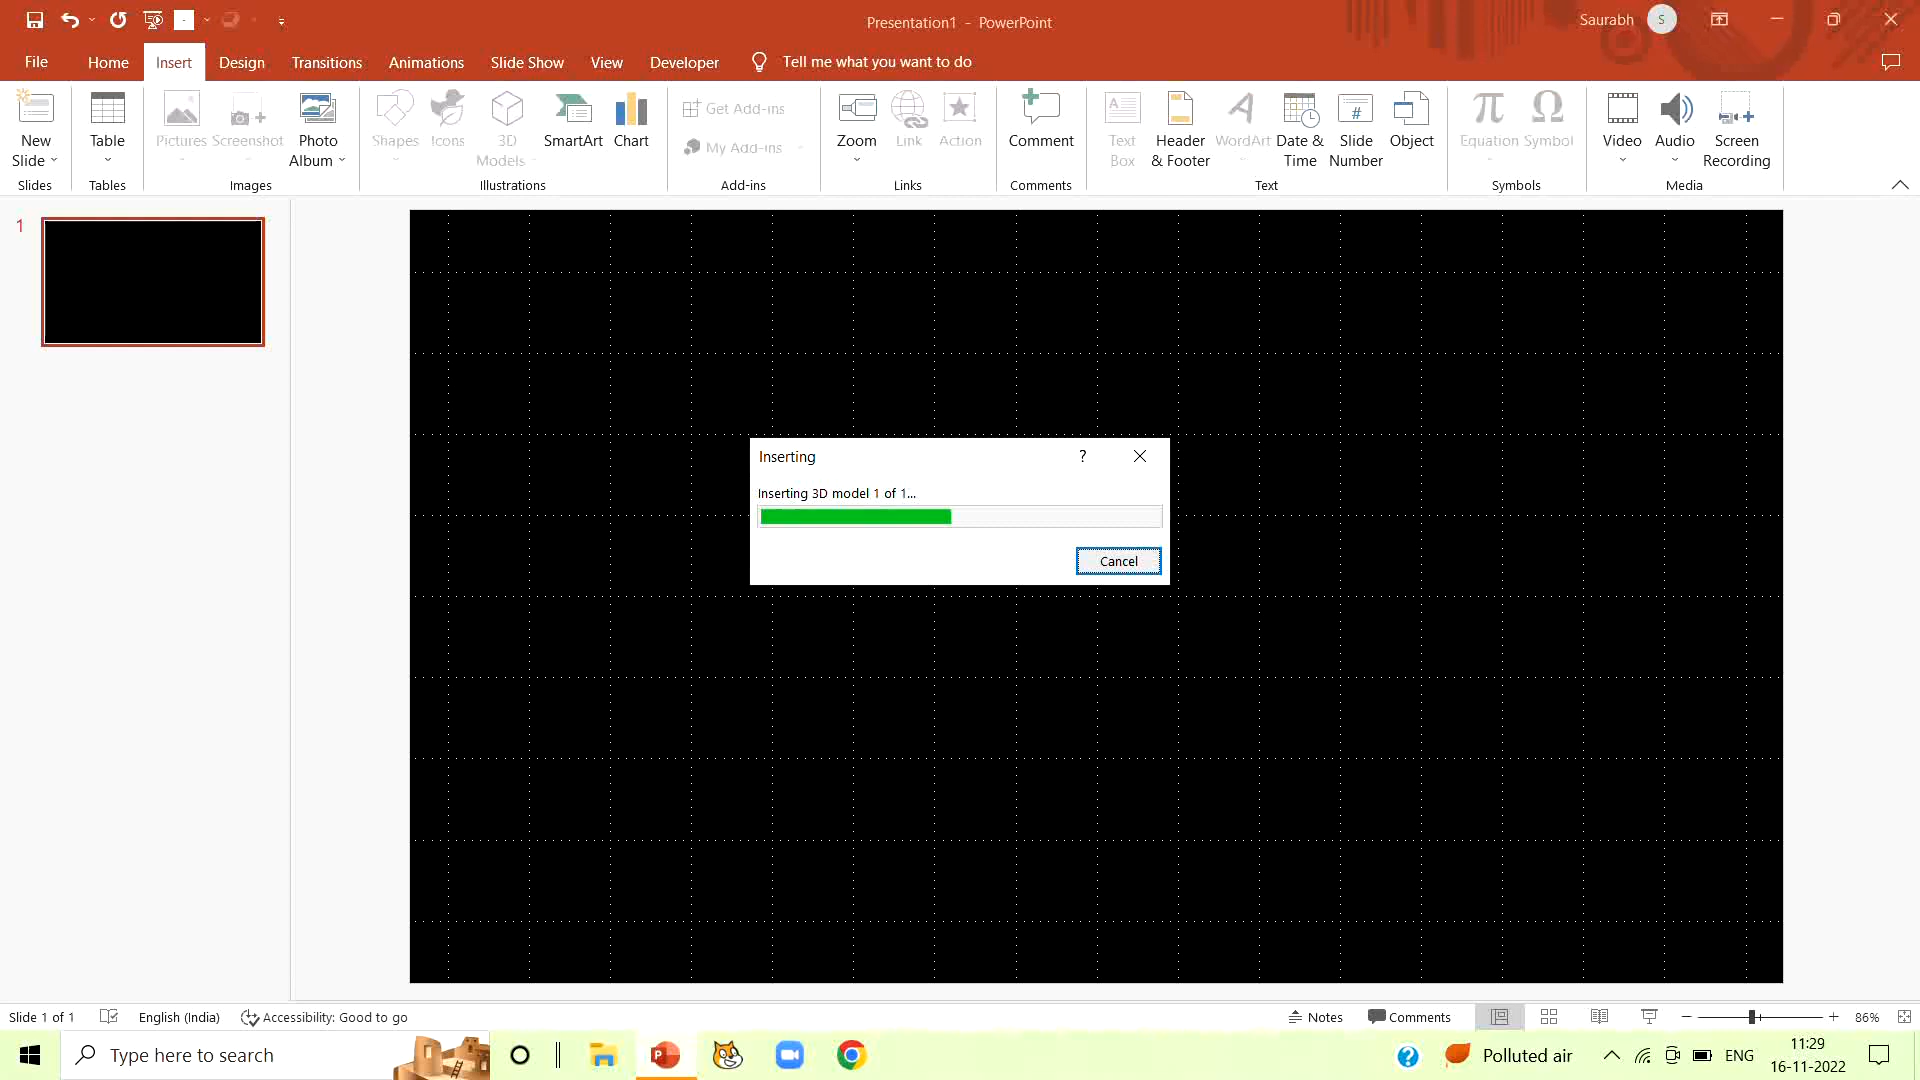 Presentation1 - PowerPoint
Saurabh
S
File Home Insert Design Transitions Animations Slide Show View Developer Tell me what you want to do
New Slide
Table
Pictures
Screenshot
Photo Album
Shapes
Icons
3D Models
SmartArt
Chart
Get Add-ins
My Add-ins
Zoom
Link
Action
Comment
Text Box
Header & Footer
WordArt
Date & Time
Slide Number
Object
Equation
Symbol
Video
Audio
Screen Recording
Slides Tables Images Illustrations Add-ins Links Comments Text Symbols Media
1
Inserting
?
Inserting 3D model 1 of 1...
Cancel
Slide 1 of 1 English (India) Accessibility: Good to go Notes Comments 86%
Type here to search
Polluted air
ENG
11:29
16-11-2022